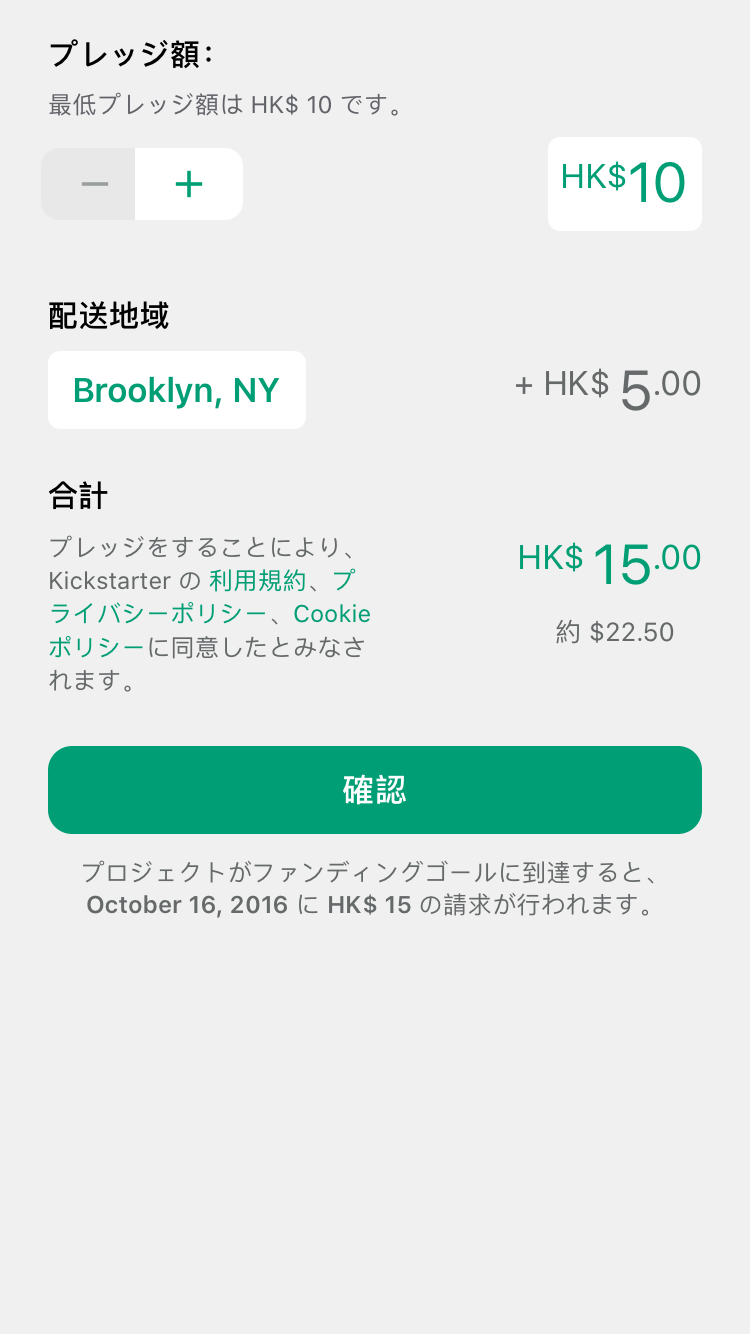 プレッジ額：
最低プレッジ額は HK$ 10 です。
HK$10
配送地域
Brooklyn, NY
+ HK$ 5.00
合計
プレッジをすることにより、
Kickstarter の 利用規約、プ
ライバシーポリシー、Cookie
ポリシーに同意したとみなさ
れます。
HK$ 15.00
約 $22.50
確認
プロジェクトがファンディングゴールに到達すると、
October 16, 2016 に HK$ 15 の請求が行われます。